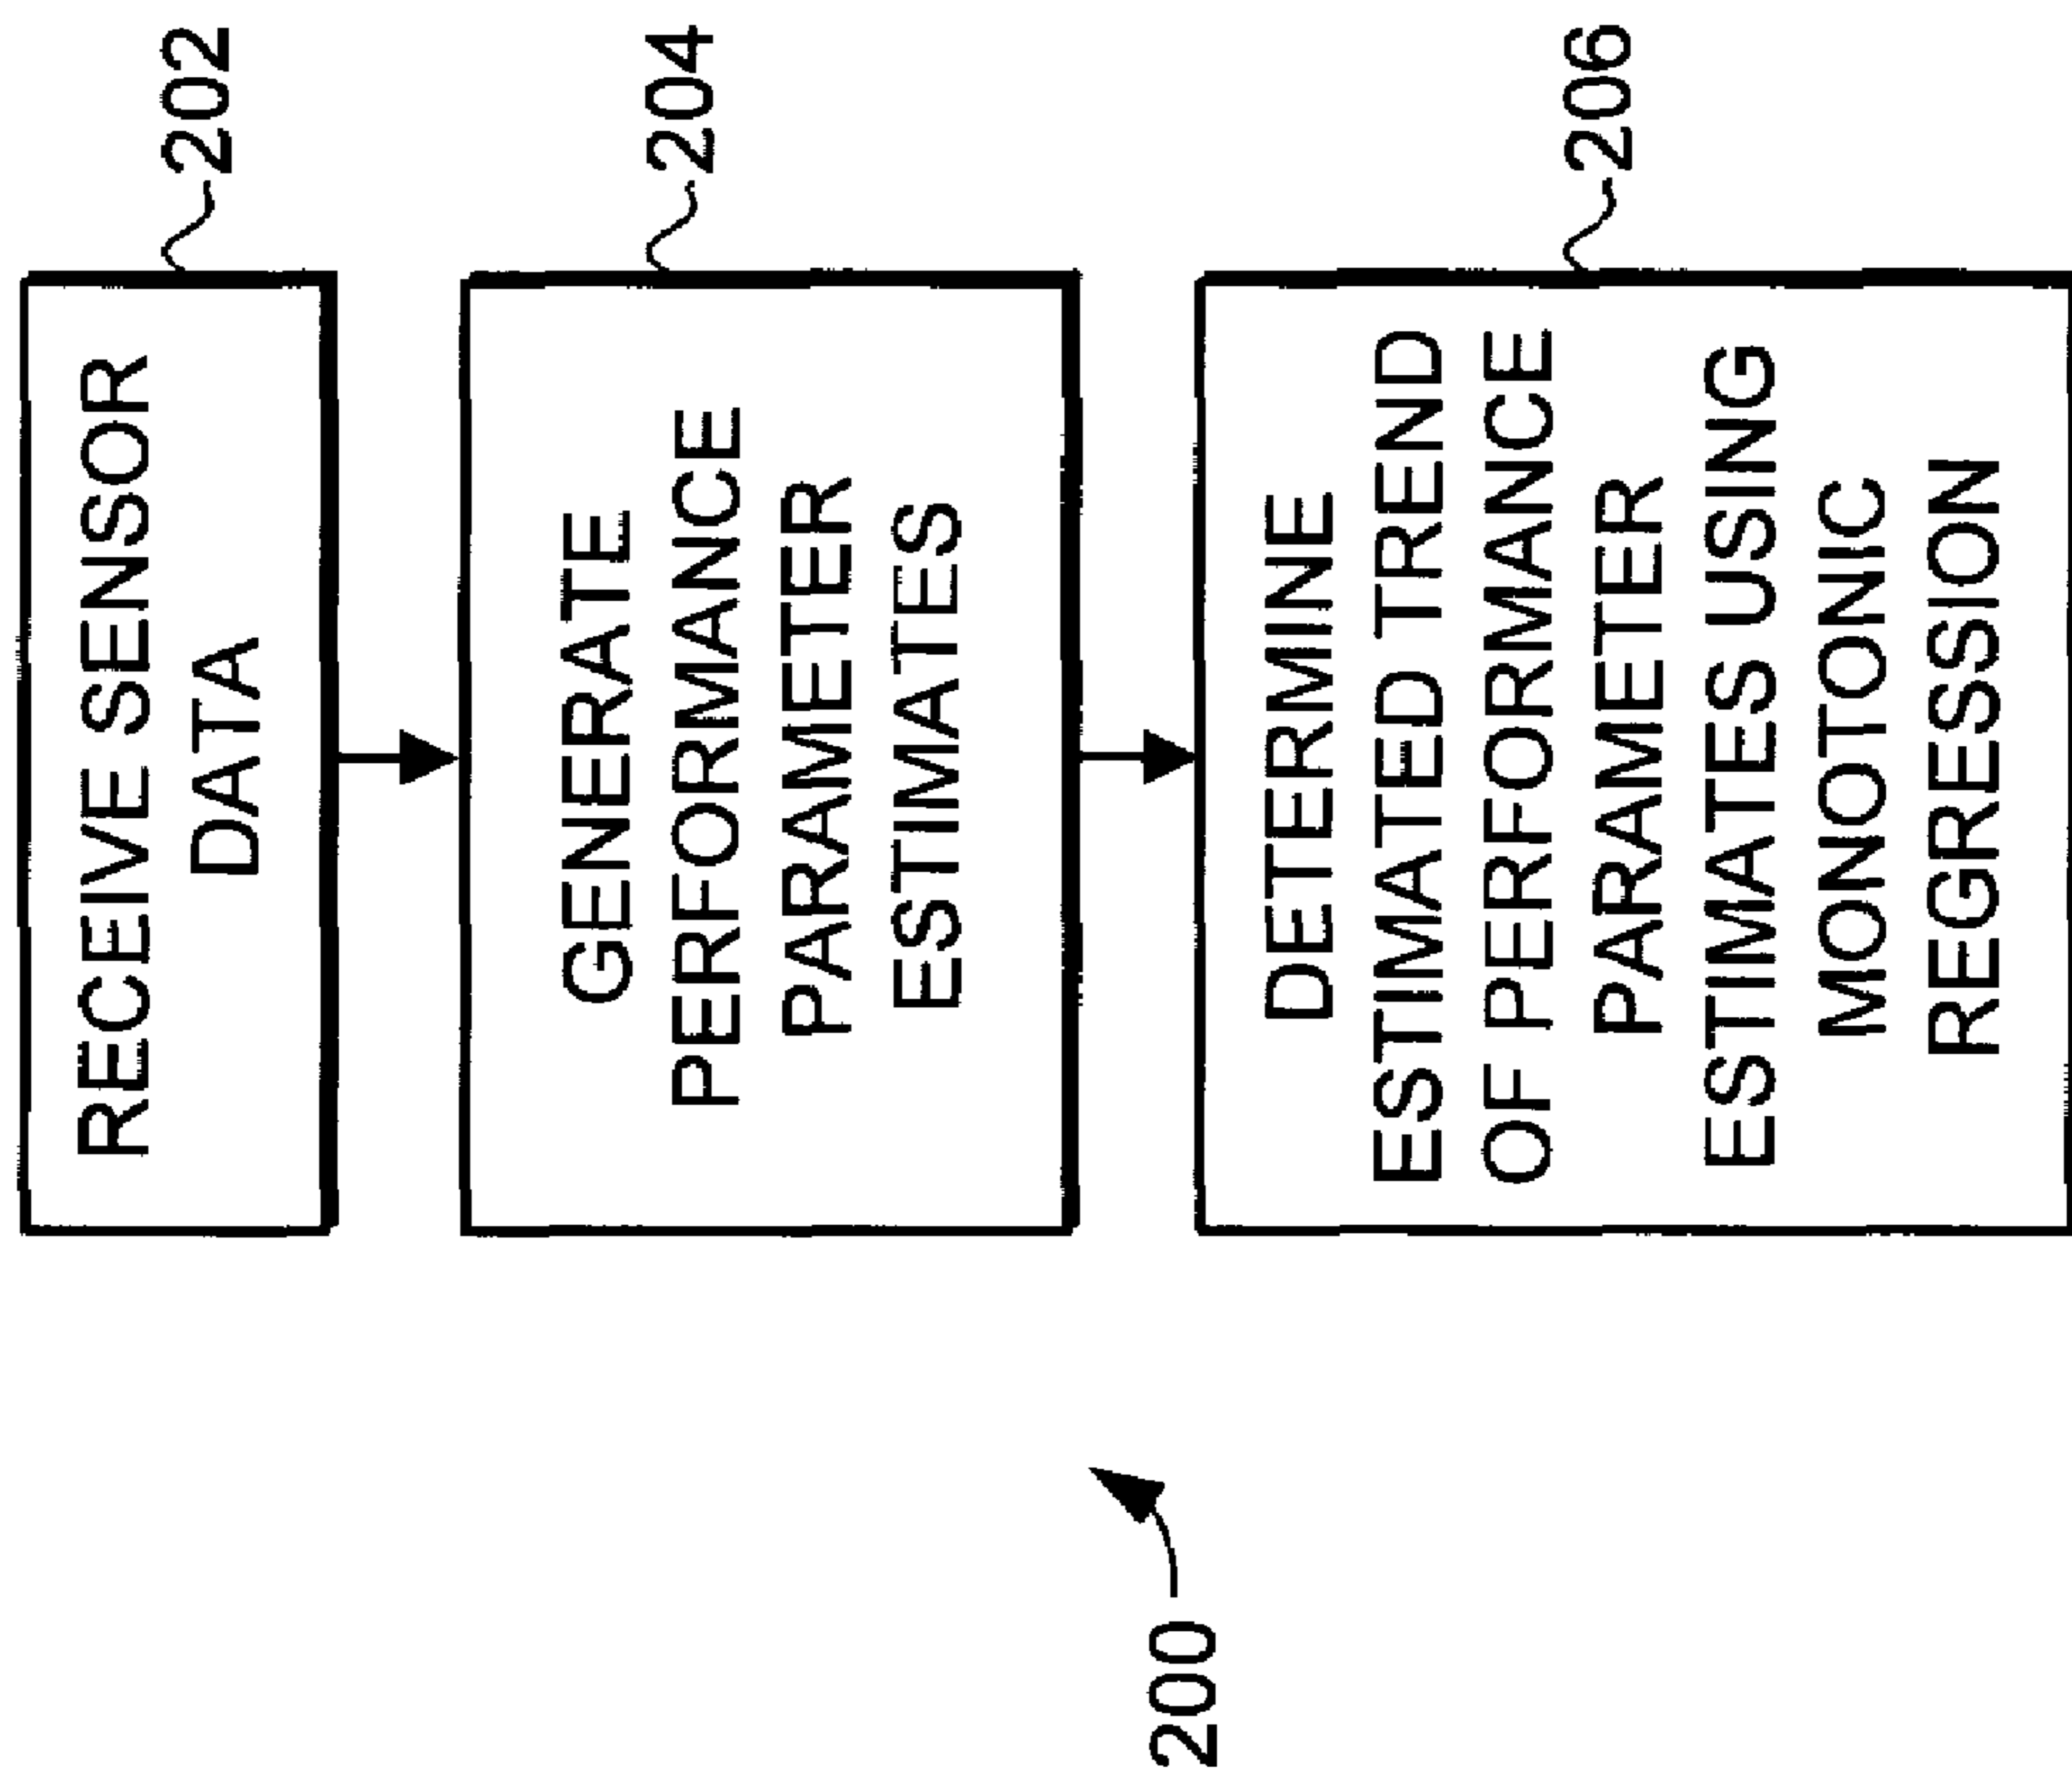 RECEIVE SENSOR
DATA
202
GENERATE
PERFORMANCE
PARAMETER
ESTIMATES
204
DETERMINE
ESTIMATED TREND
OF PERFORMANCE
PARAMETER
ESTIMATES USING
MONOTONIC
REGRESSION
206
200